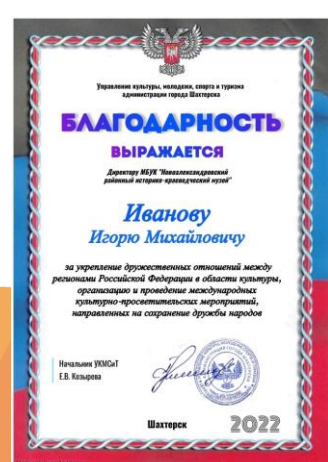 Управление культуры, молодежи, спорта и туризма
администрации города Шахтерска
БЛАГОДАРНОСТЬ
ВЫРАЖАЕТСЯ
Директору МБУК "Новоалександровский
районный историко-краеведческий музей"
Иванову
Игорю Михайловичу
за укрепление дружественных отношений между
регионами Российской Федерации в области культуры,
организацию и проведение международных
культурно-просветительских мероприятий,
направленных на сохранение дружбы народов
Начальник УКМСиТ
Е.В. Козырева
Шахтерск
2022